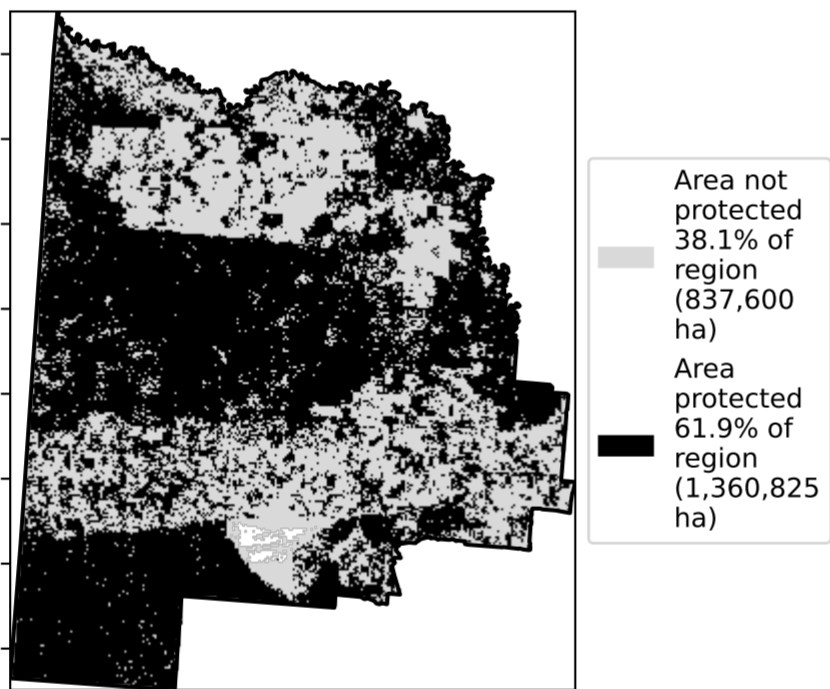 Area not
protected
38.1% of
region
(837,600
ha)
Area
protected
61.9% of
region
(1,360,825
ha)